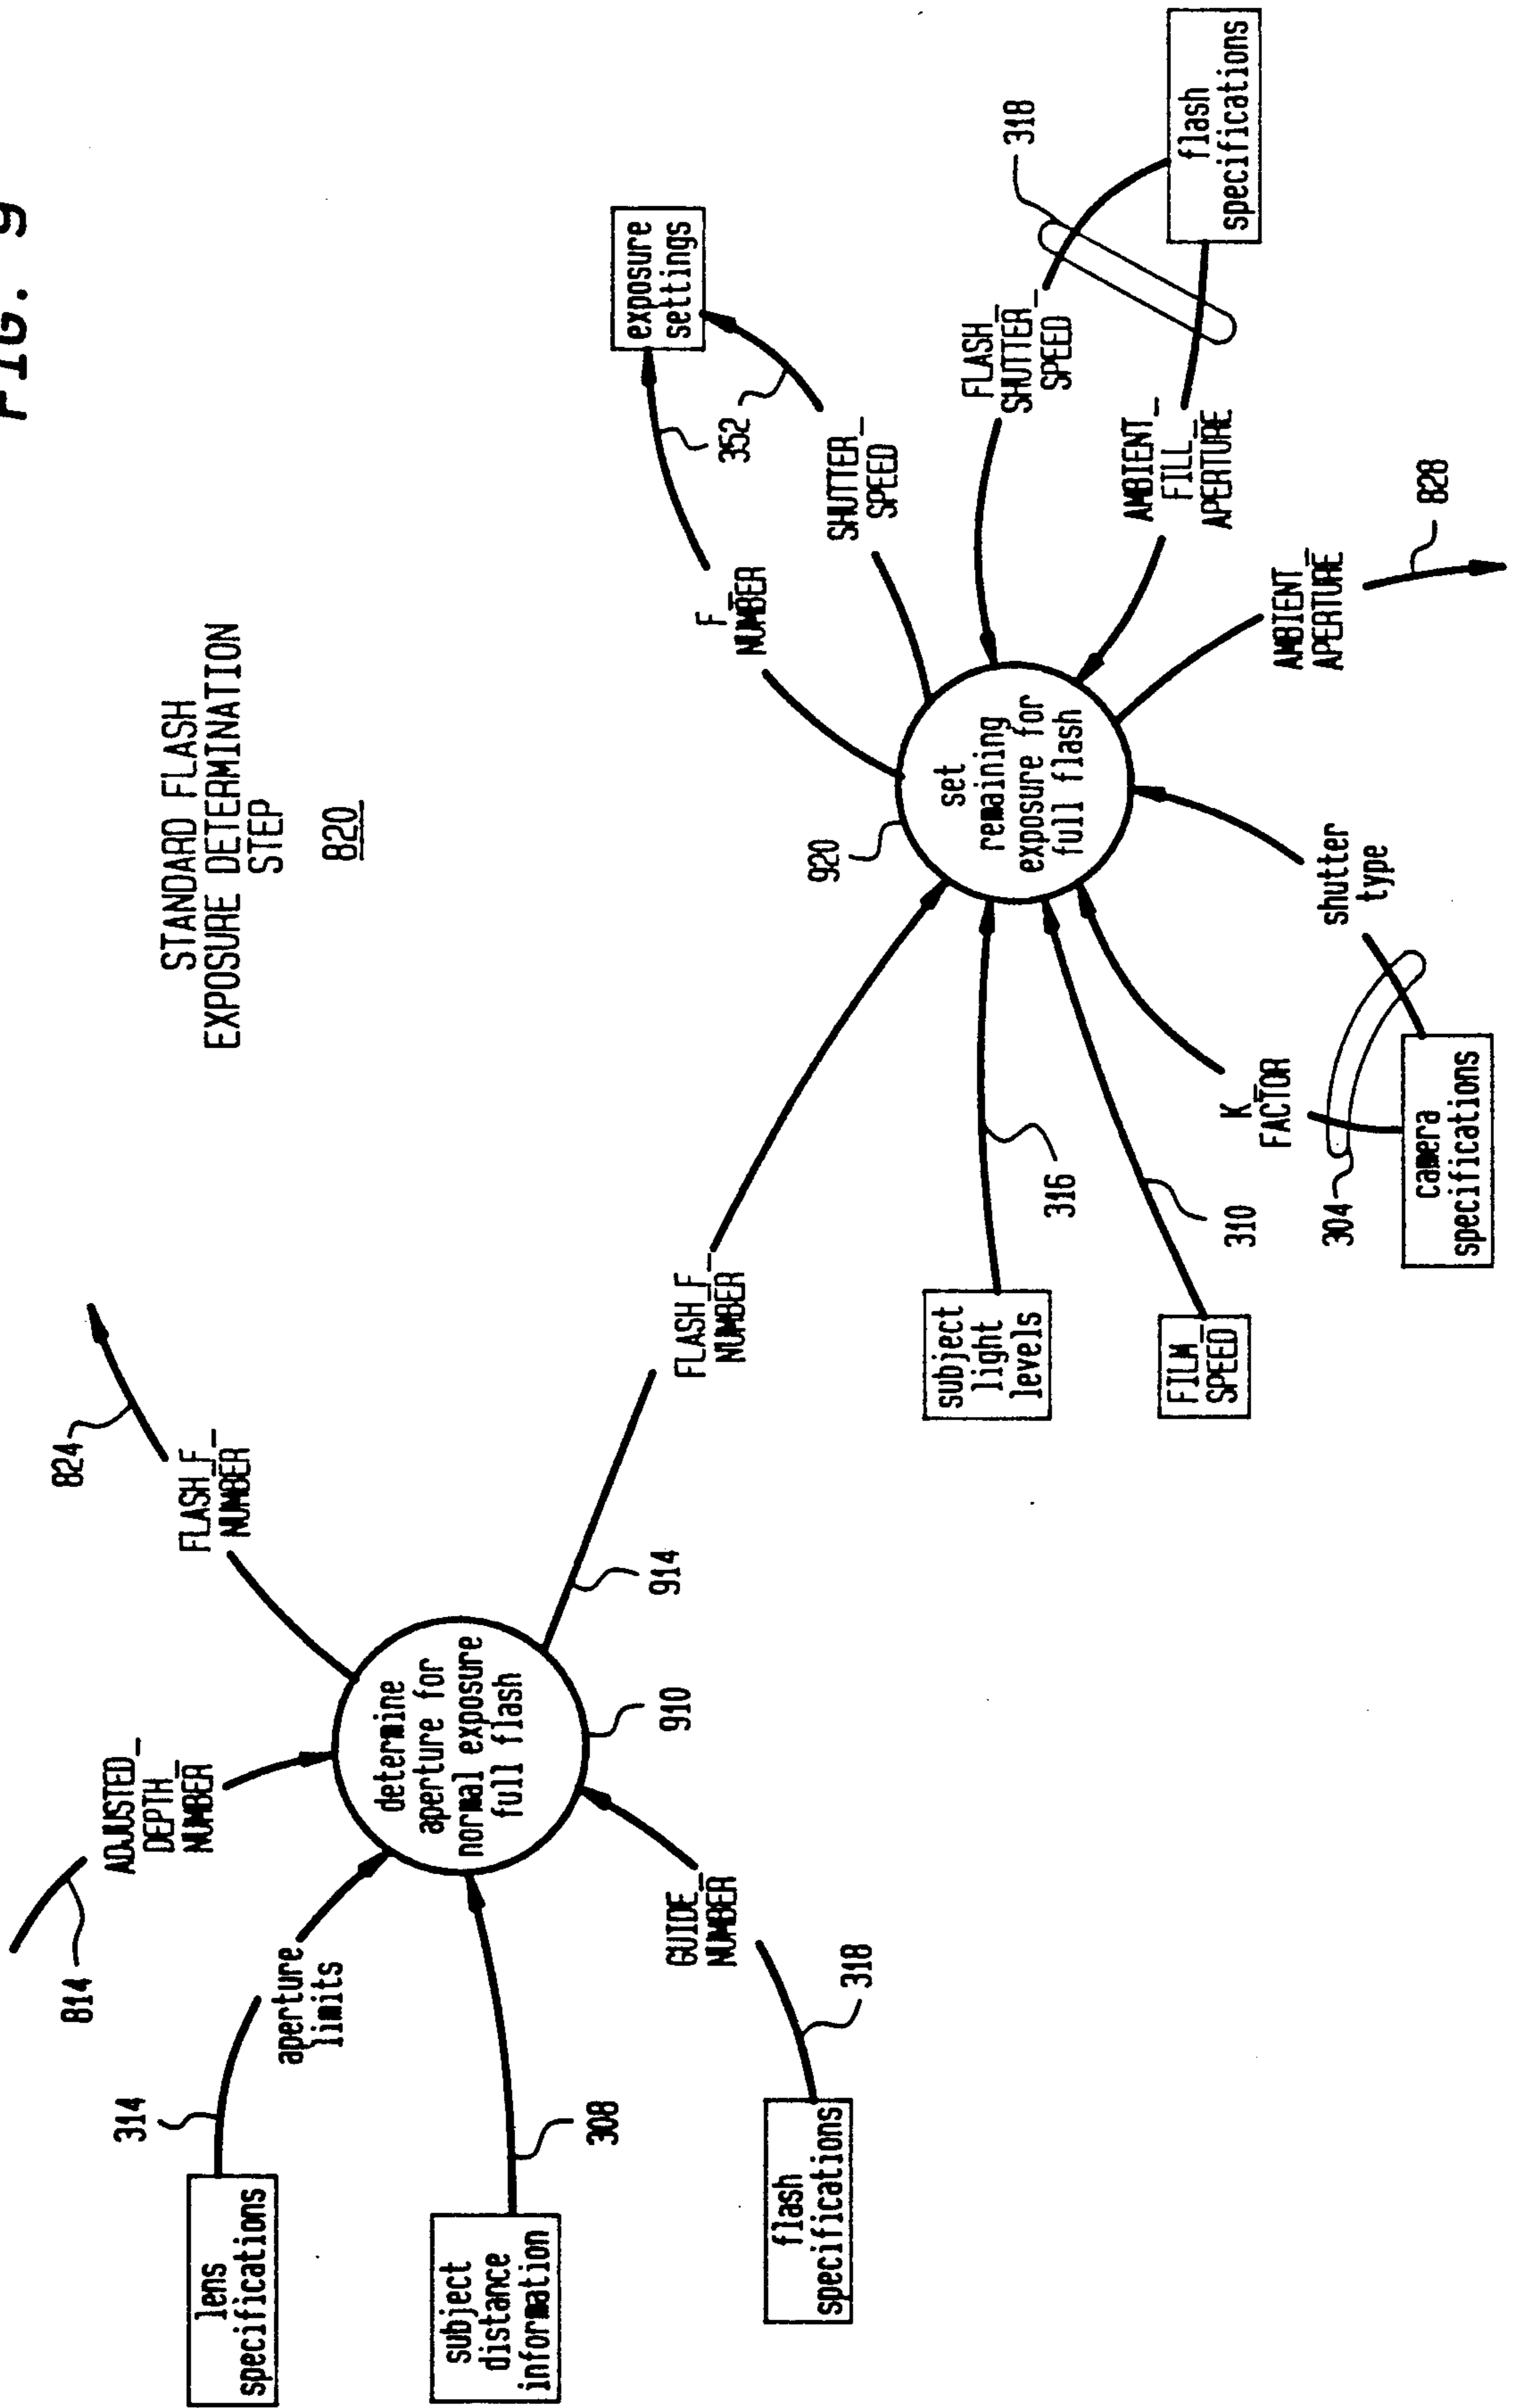 FIG. 9
STANDARD FLASH
EXPOSURE DETERMINATION
STEP
820
814
ADJUSTED_
DEPTH_
NUMBER
824
FLASH_F_
NUMBER
314
lens
specifications
aperture
limits
subject
distance
information
308
determine
aperture for
normal exposure
full flash
910
GUIDE_
NUMBER
318
flash
specifications
914
FLASH_F_
NUMBER
exposure
settings
352
F_
NUMBER
SHUTTER_
SPEED
920
set
remaining
exposure for
full flash
FLASH_
SHUTTER_
SPEED
318
flash
specifications
AMBIENT_
FILL_
APERTURE
AMBIENT_
APERTURE
828
subject
light
levels
316
FILM_
SPEED
310
K_
FACTOR
304
shutter
type
camera
specifications